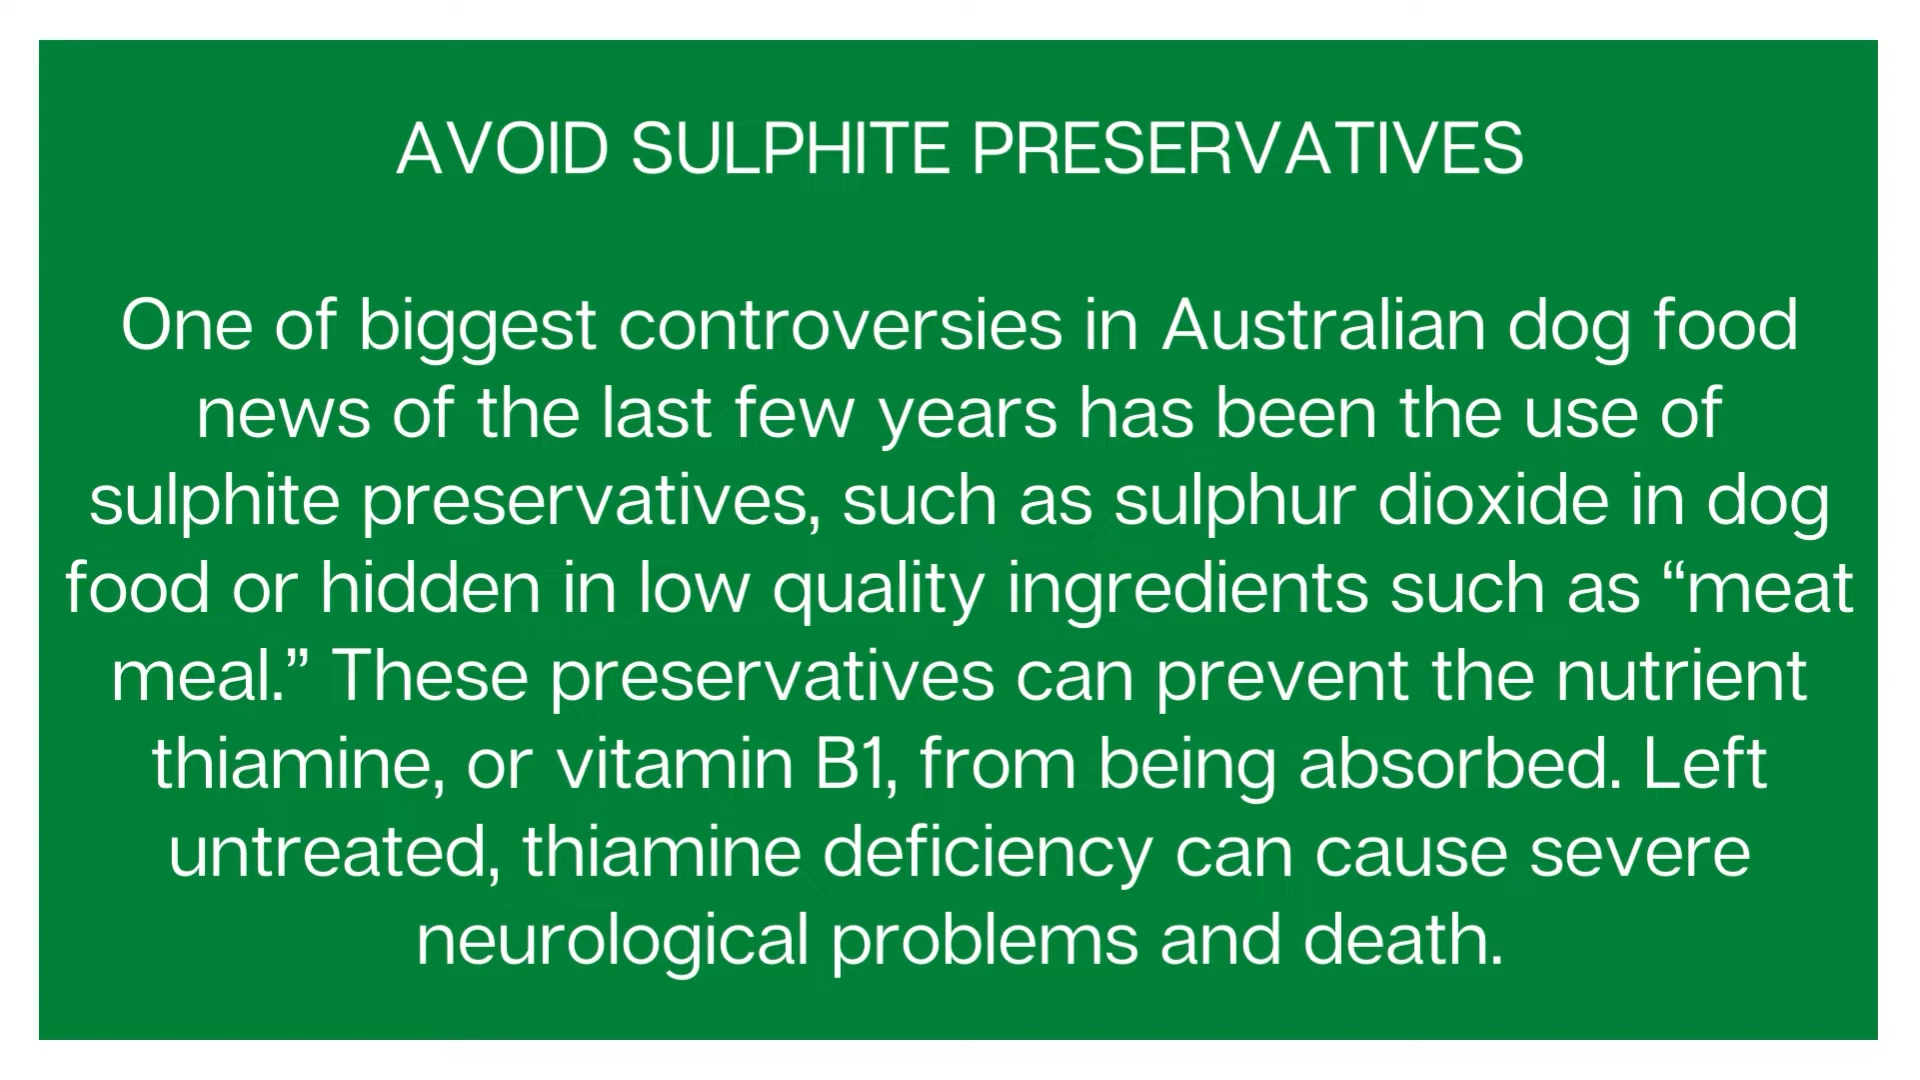 AVOID SULPHITE PRESERVATIVES
One of biggest controversies in Australian dog food
news of the last few years has been the use of
sulphite preservatives, such as sulphur dioxide in dog
food or hidden in low quality ingredients such as “meat
meal.” These preservatives can prevent the nutrient
thiamine, or vitamin B1, from being absorbed. Left
untreated, thiamine deficiency can cause severe
neurological problems and death.